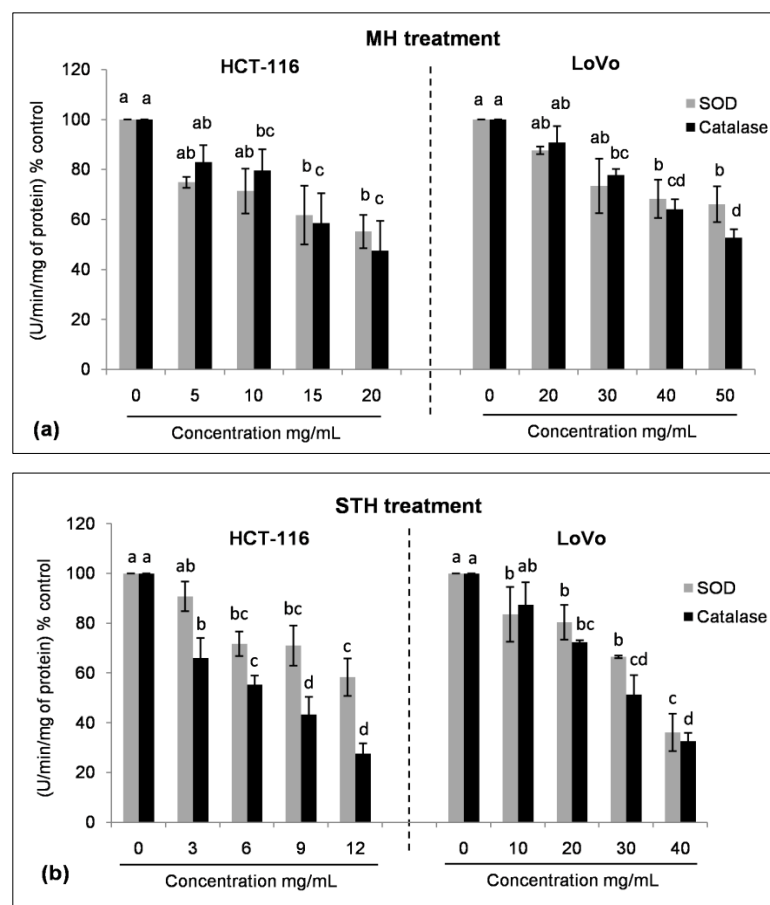 MH treatment
HCT-116
LoVo
(U/min/mg of protein) % control
120
100
80
60
40
20
0
a a
ab ab
ab bc
b c
b c
a a
ab ab
ab bc
b cd
b d
SOD
Catalase
0 5 10 15 20
0 20 30 40 50
Concentration mg/mL
Concentration mg/mL
(a)
STH treatment
HCT-116
LoVo
(U/min/mg of protein) % control
120
100
80
60
40
20
0
a a
ab b
bc c
bc d
c d
a a
b ab
b bc
b cd
c d
SOD
Catalase
0 3 6 9 12
0 10 20 30 40
Concentration mg/mL
Concentration mg/mL
(b)